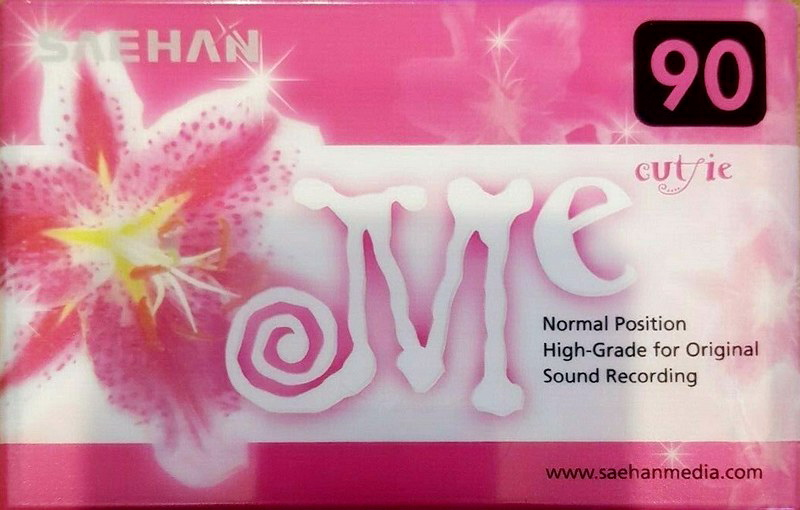 SAEHAN
90
cutie
Me
Normal Position
High-Grade for Original
Sound Recording
www.saehanmedia.com